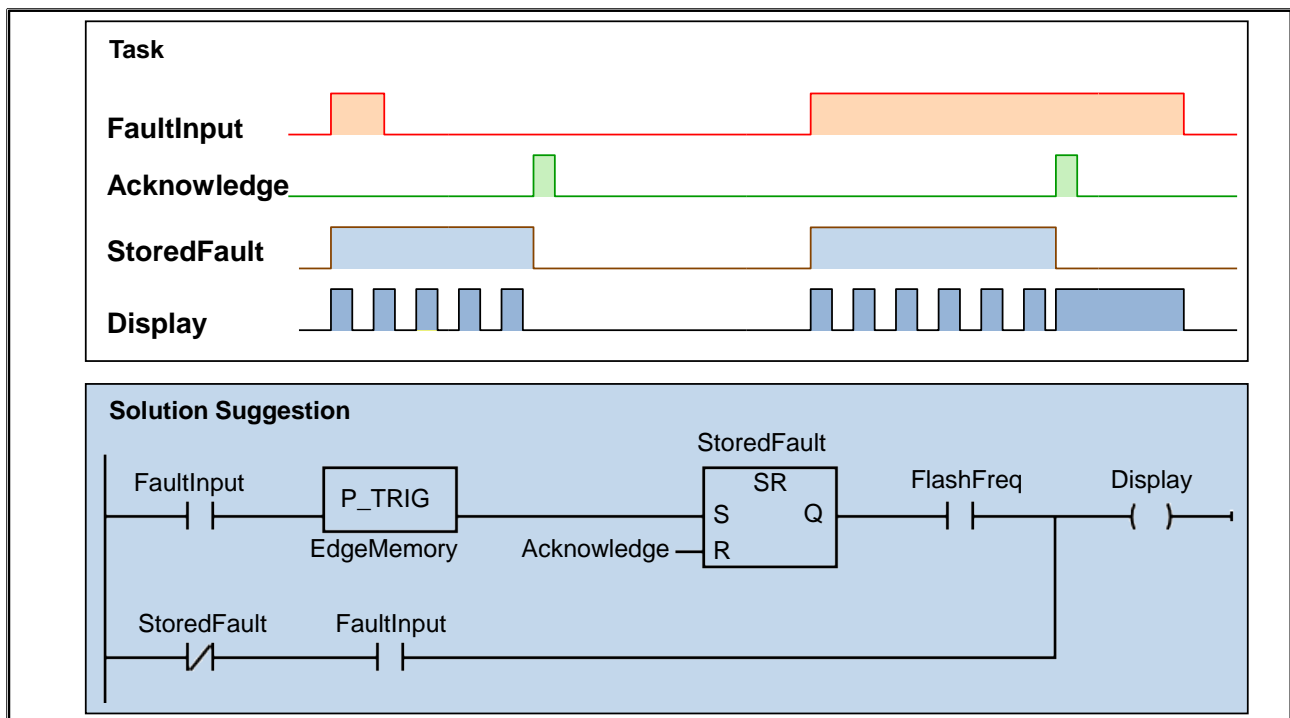 Task
FaultInput
Acknowledge
StoredFault
Display
Solution Suggestion
StoredFault
FaultInput
P_TRIG
EdgeMemory
SR
S Q
Acknowledge R
FlashFreq
Display
StoredFault FaultInput